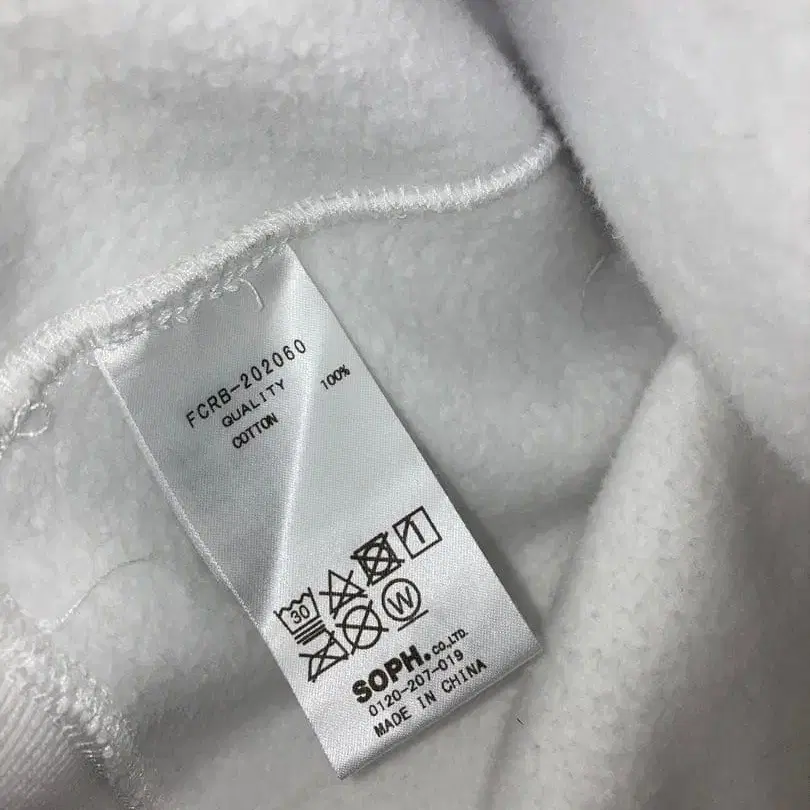 FCRB-202060
QUALITY
COTTON 100%
30
W
SOPH.CO.,LTD.
0120-207-019
MADE IN CHINA